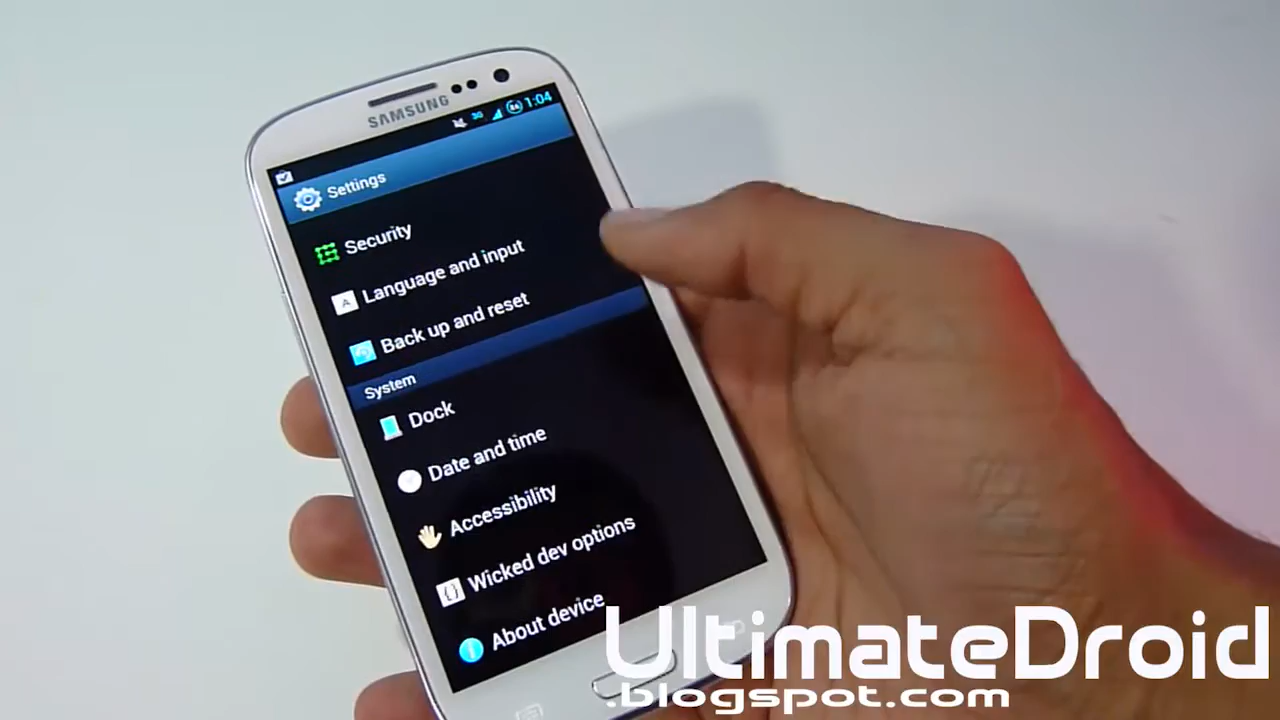 SAMSUNG
3G 1:04
Settings
Security
A Language and input
Back up and reset
System
Dock
Date and time
Accessibility
{} Wicked dev options
i About device
UltimateDroid
.blogspot.com